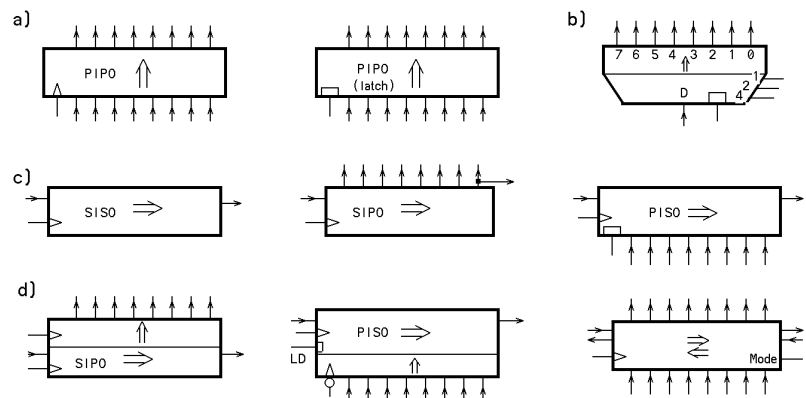 a)
PIPO
PIPO
(latch)
b)
7 6 5 4 3 2 1 0
1
2
4
D
c)
SISO
SIPO
PISO
d)
SIPO
PISO
LD
Mode